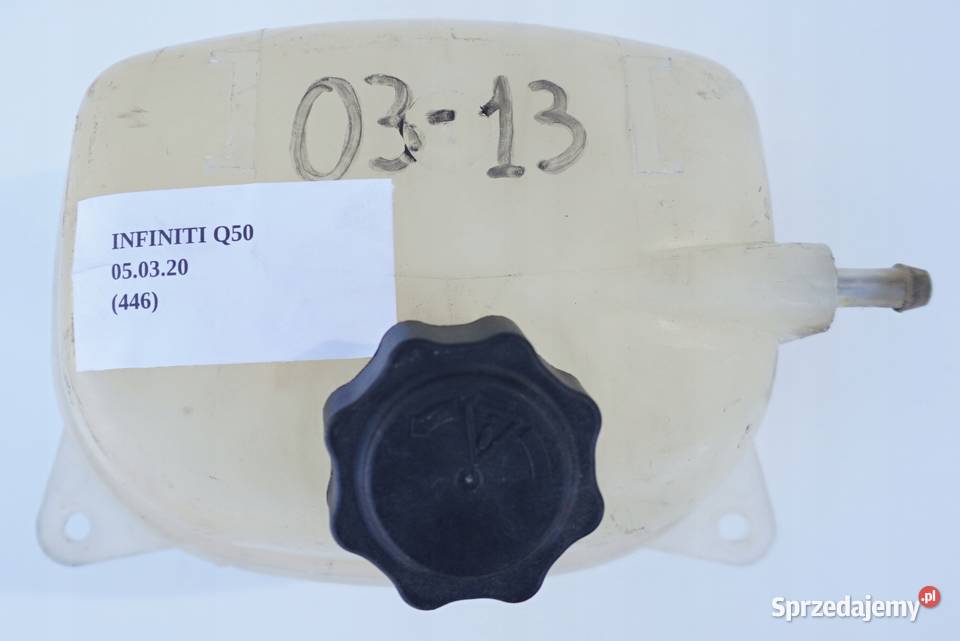 03-13
INFINITI Q50
05.03.20
(446)
Sprzedajemy.pl